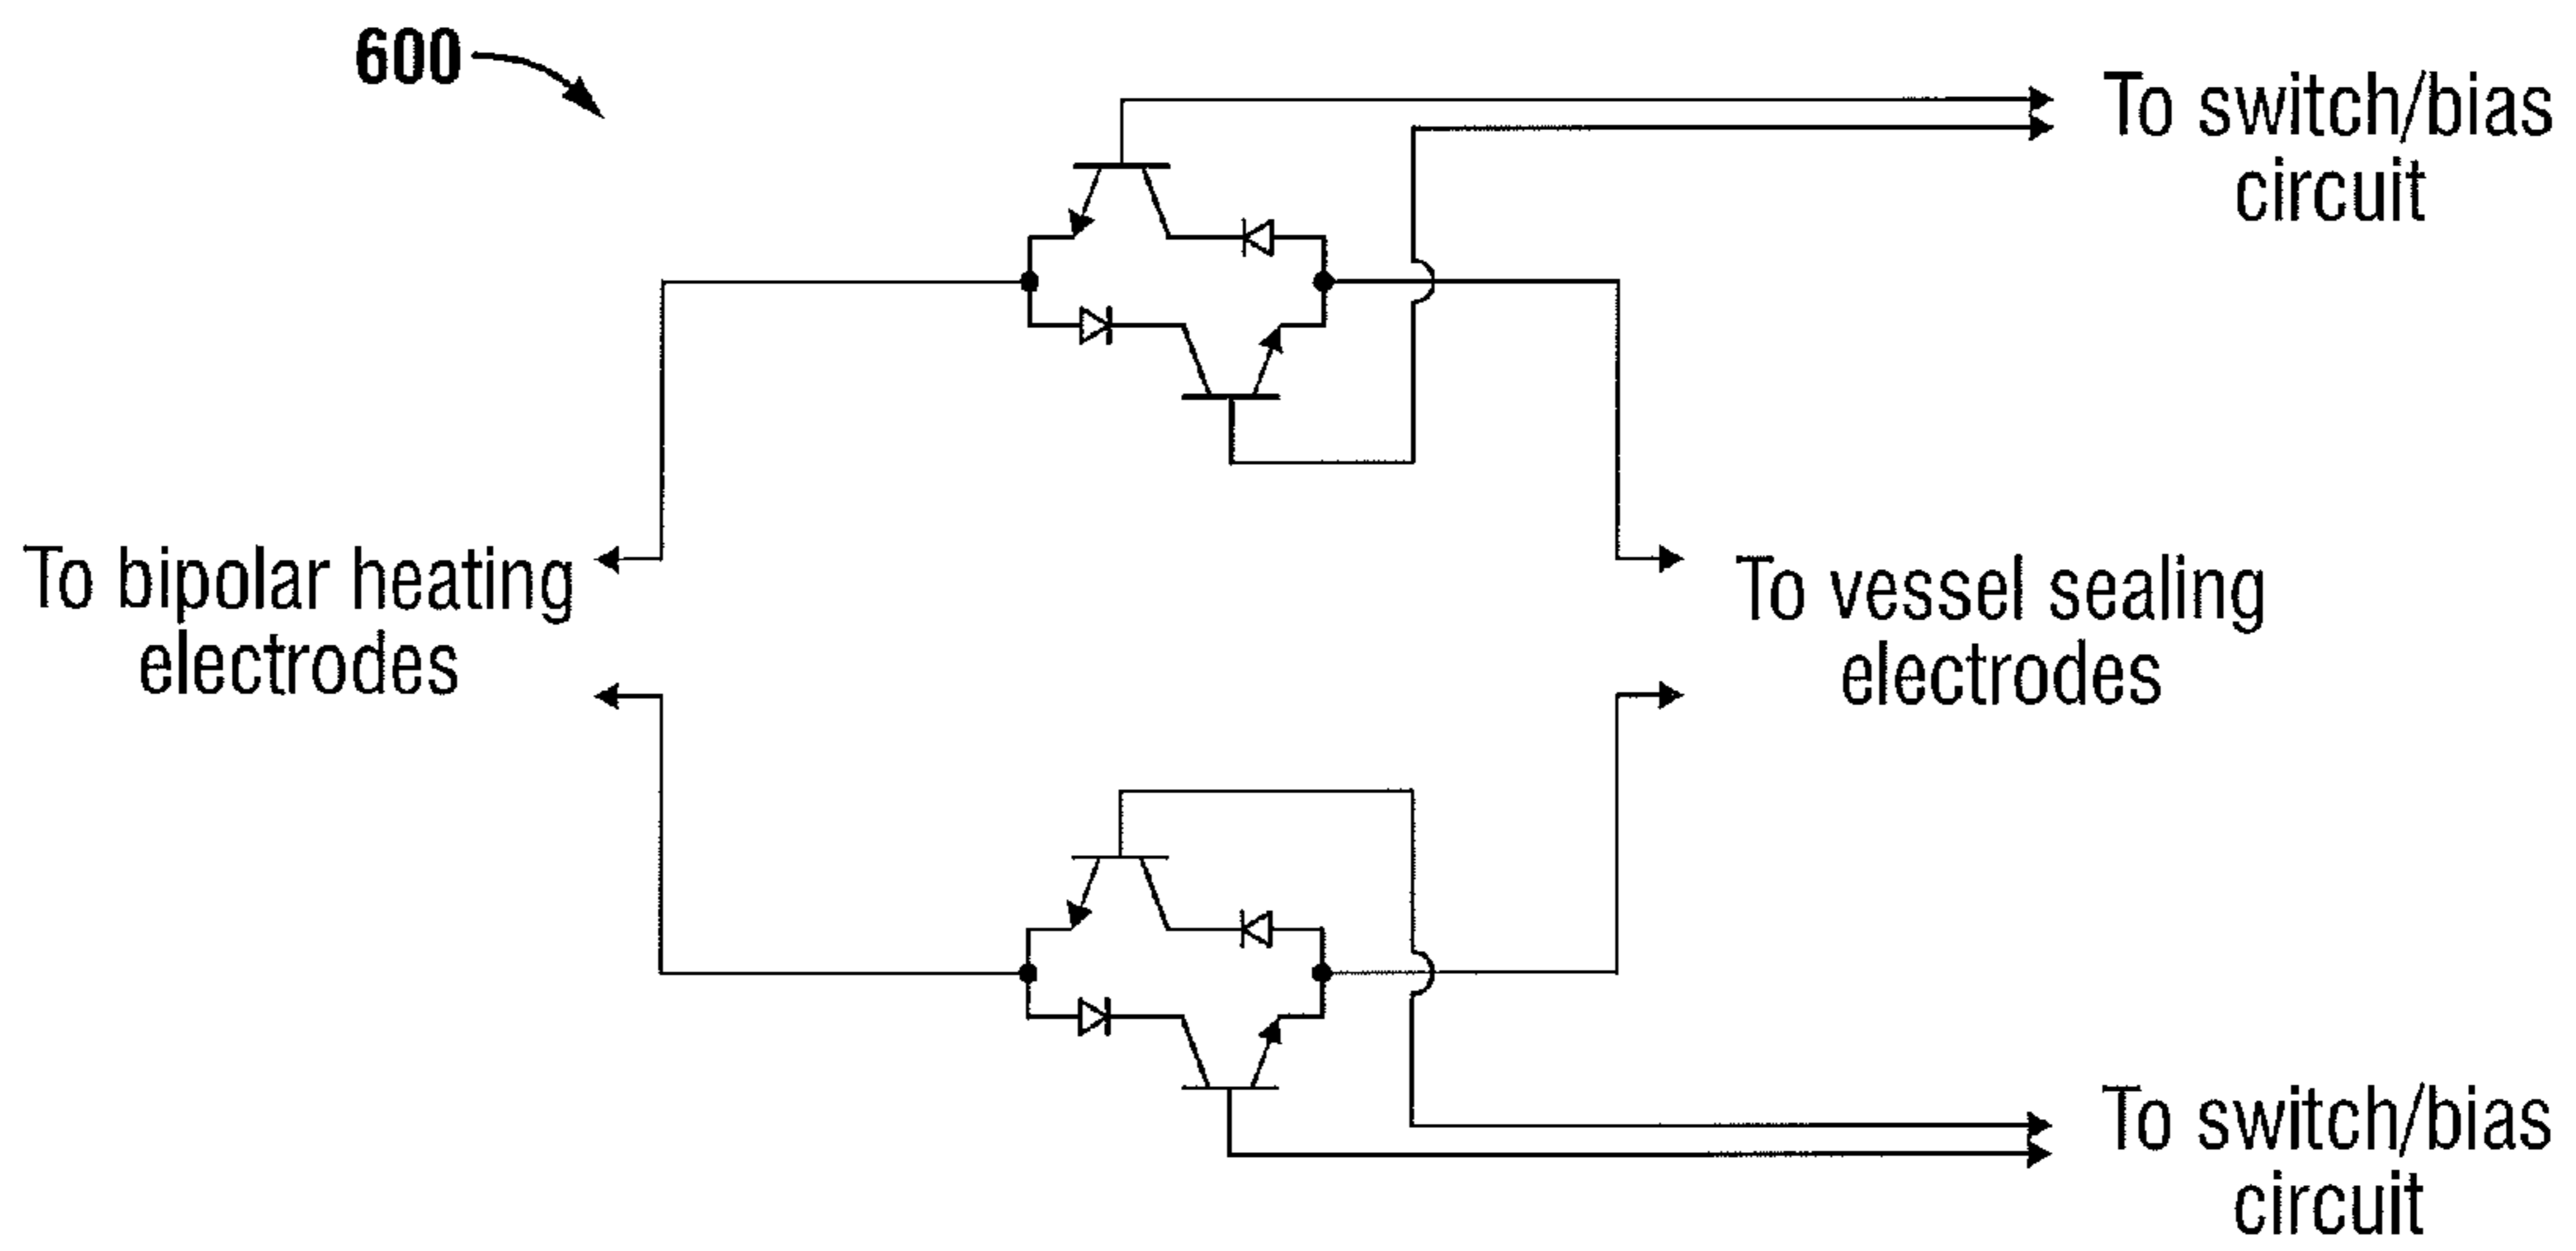 600
To switch/bias
circuit
To bipolar heating
electrodes
To vessel sealing
electrodes
To switch/bias
circuit